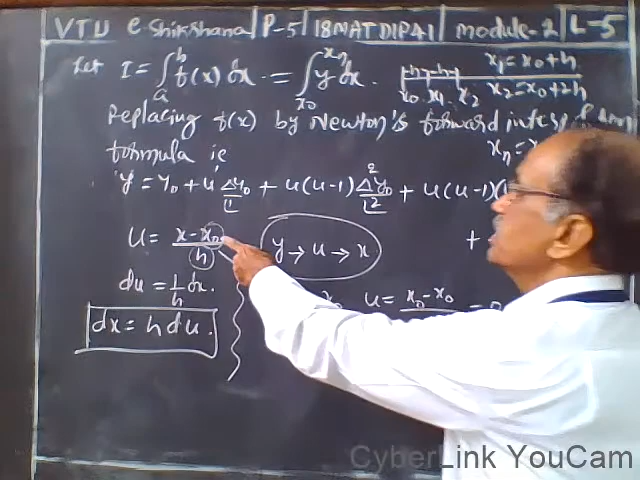 VTU e-Shikshana P-5 18MATDIP41 module-2 L-5
Let I = ∫ₐᵇ f(x) dx = ∫ y dx. x₁ = x₀ + h
x₀ x₁ x₂ x₂ = x₀ + 2h
Replacing f(x) by Newton's forward
formula ie
y = y₀ + u Δy₀/⌊1 + u(u-1) Δ²y₀/⌊2 + u(u-1)(
u = (x - x₀)/h y → u → x +
du = 1/h dx. x₀ u = (x₀ - x₀)/ =
dx = h du.
CyberLink YouCam